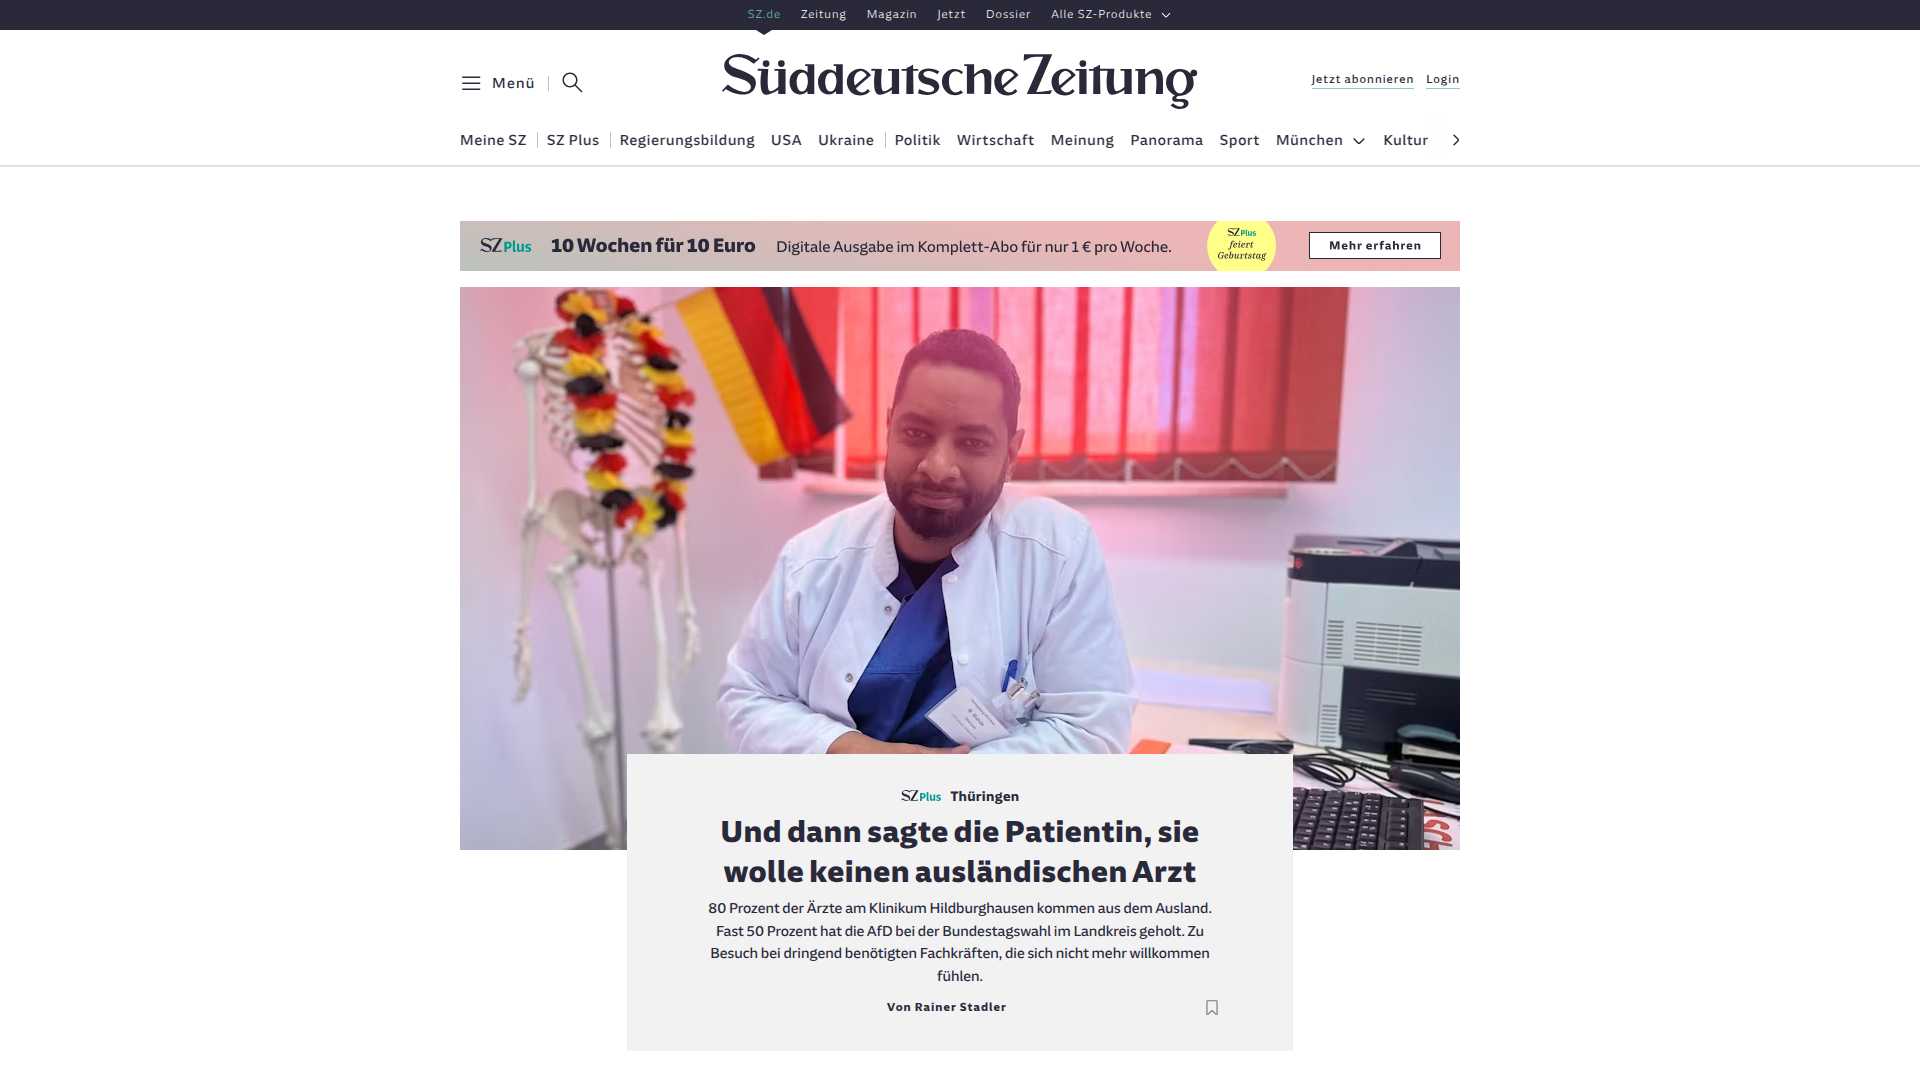 SZ.de Zeitung Magazin Jetzt Dossier Alle SZ-Produkte
Menü
Süddeutsche Zeitung
Jetzt abonnieren Login
Meine SZ SZ Plus Regierungsbildung USA Ukraine Politik Wirtschaft Meinung Panorama Sport München Kultur
SZ Plus 10 Wochen für 10 Euro Digitale Ausgabe im Komplett-Abo für nur 1 € pro Woche.
SZ Plus
feiert
Geburtstag
Mehr erfahren
SZ Plus Thüringen
Und dann sagte die Patientin, sie
wolle keinen ausländischen Arzt
80 Prozent der Ärzte am Klinikum Hildburghausen kommen aus dem Ausland.
Fast 50 Prozent hat die AfD bei der Bundestagswahl im Landkreis geholt. Zu
Besuch bei dringend benötigten Fachkräften, die sich nicht mehr willkommen
fühlen.
Von Rainer Stadler